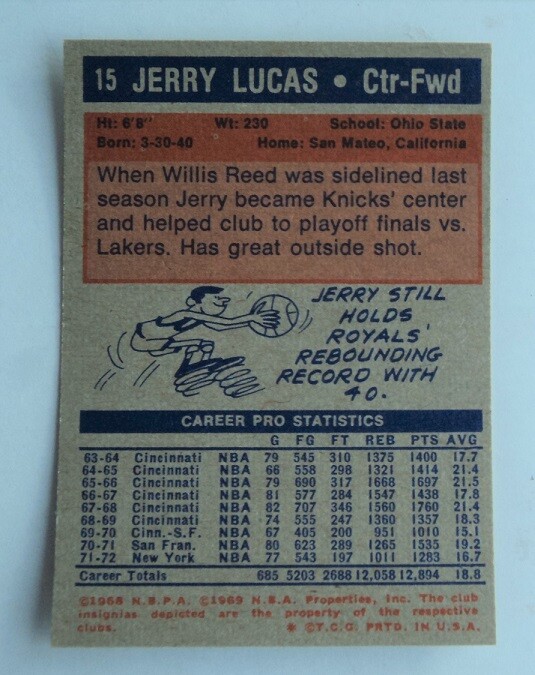 15 JERRY LUCAS • Ctr-Fwd
Ht: 6'8" Wt: 230 School: Ohio State
Born: 3-30-40 Home: San Mateo, California
When Willis Reed was sidelined last
season Jerry became Knicks' center
and helped club to playoff finals vs.
Lakers. Has great outside shot.
JERRY STILL
HOLDS
ROYALS'
REBOUNDING
RECORD WITH
40.
CAREER PRO STATISTICS
G FG FT REB PTS AVG
63-64 Cincinnati NBA 79 545 310 1375 1400 17.7
64-65 Cincinnati NBA 66 558 298 1321 1414 21.4
65-66 Cincinnati NBA 79 690 317 1668 1697 21.5
66-67 Cincinnati NBA 81 577 284 1547 1438 17.8
67-68 Cincinnati NBA 82 707 346 1560 1760 21.4
68-69 Cincinnati NBA 74 555 247 1360 1357 18.3
69-70 Cinn.-S.F. NBA 67 405 200 951 1010 15.1
70-71 San Fran. NBA 80 623 289 1265 1535 19.2
71-72 New York NBA 77 543 197 1011 1283 16.7
Career Totals 685 5203 2688 12,058 12,894 18.8
©1968 N.B.P.A. ©1969 N.B.A. Properties, Inc. The club
insignias depicted are the property of the respective
clubs. * ©T.C.G. PRTD. IN U.S.A.